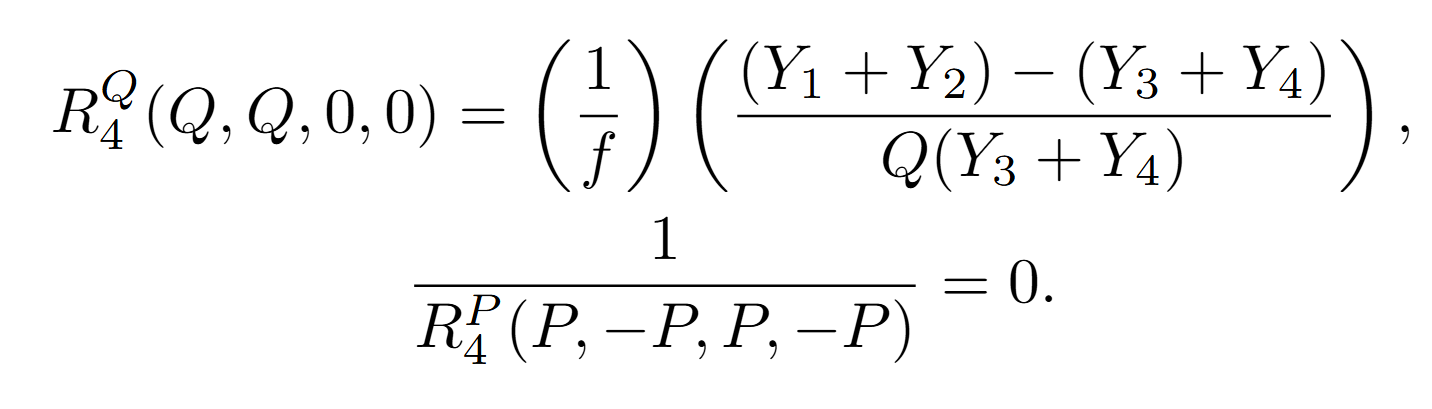 R_4^Q(Q, Q, 0, 0) = \left(\frac{1}{f}\right) \left(\frac{(Y_1 + Y_2) - (Y_3 + Y_4)}{Q(Y_3 + Y_4)}\right),
\frac{1}{R_4^P(P, -P, P, -P)} = 0.